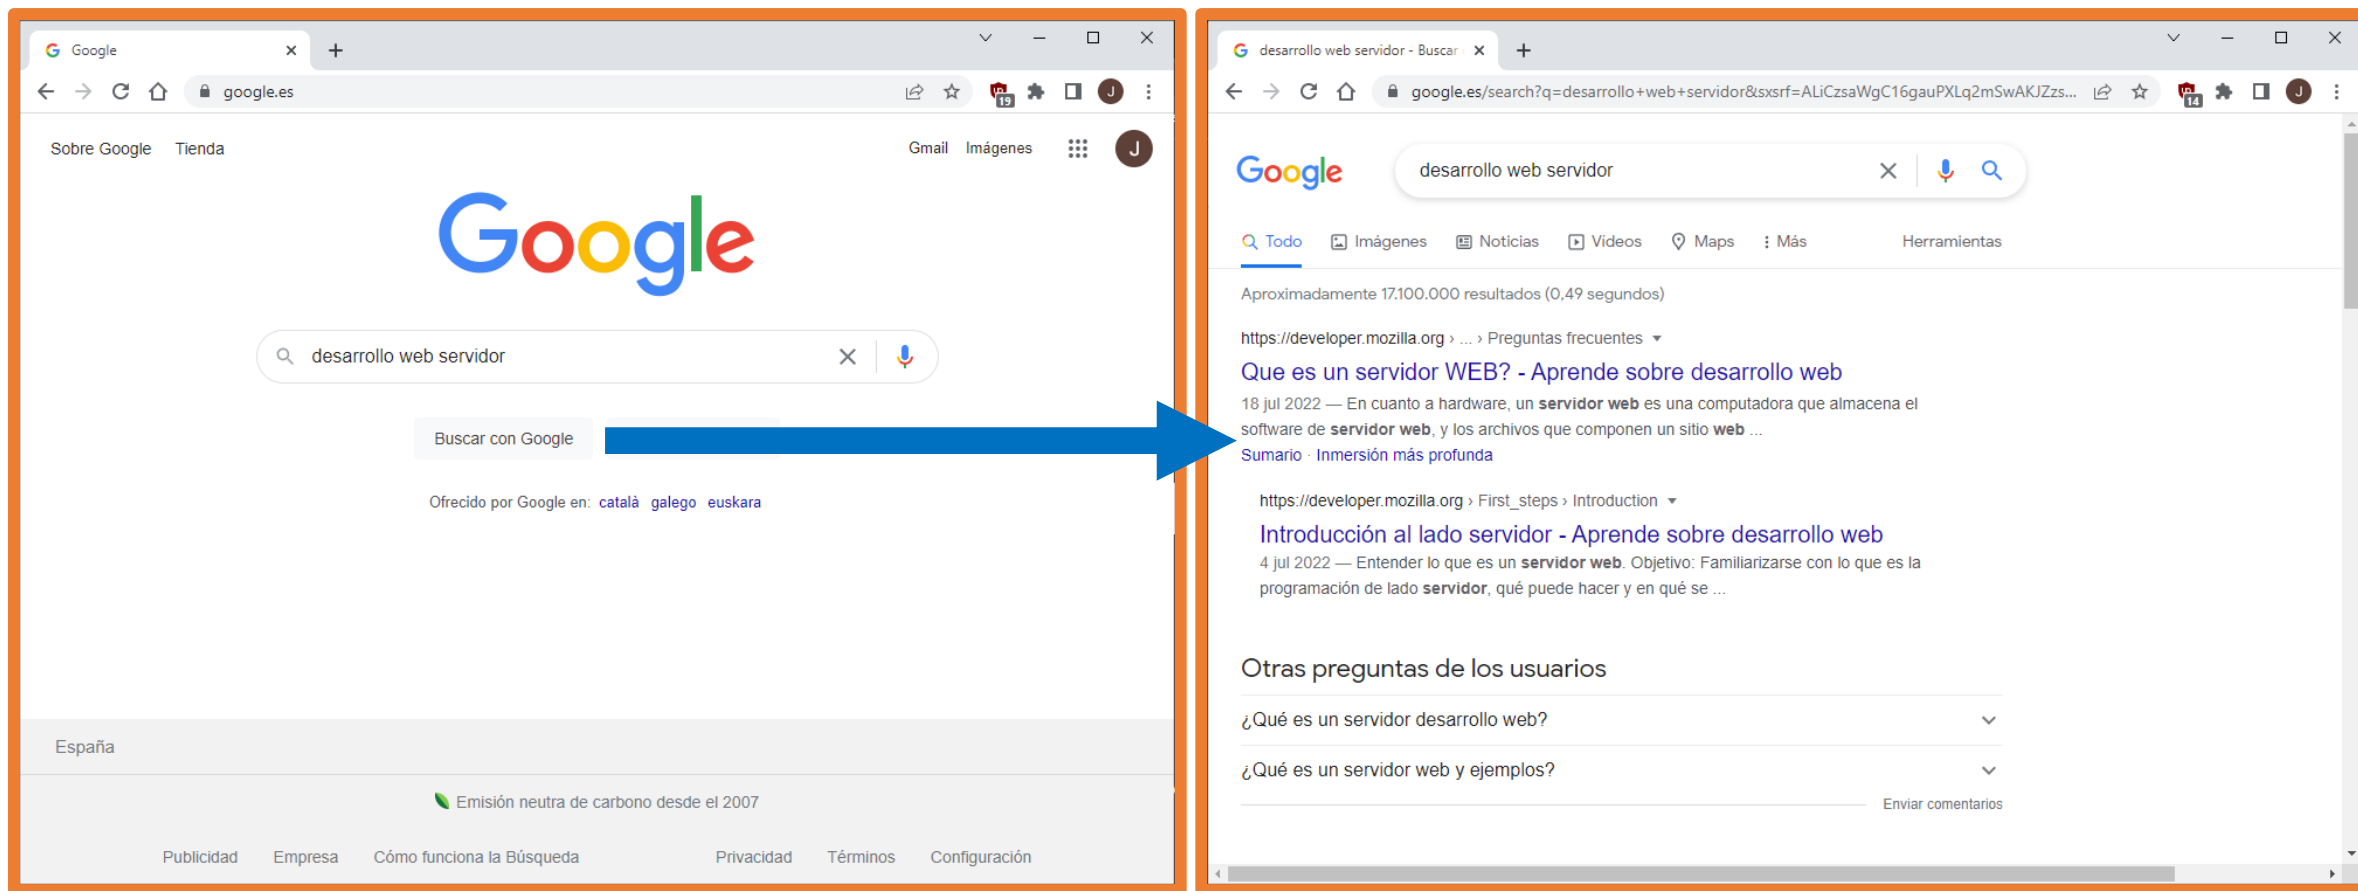 Google
google.es
19
J
Sobre Google Tienda
Gmail Imágenes
J
Google
desarrollo web servidor
Buscar con Google
Ofrecido por Google en: català galego euskara
España
Emisión neutra de carbono desde el 2007
Publicidad Empresa Cómo funciona la Búsqueda Privacidad Términos Configuración
desarrollo web servidor - Buscar
google.es/search?q=desarrollo+web+servidor&sxsrf=ALiCzsaWgC16gauPXLq2mSwAKJZzs...
14
J
Google
desarrollo web servidor
Todo Imágenes Noticias Vídeos Maps Más Herramientas
Aproximadamente 17.100.000 resultados (0,49 segundos)
https://developer.mozilla.org › ... › Preguntas frecuentes
Que es un servidor WEB? - Aprende sobre desarrollo web
18 jul 2022 — En cuanto a hardware, un servidor web es una computadora que almacena el
software de servidor web, y los archivos que componen un sitio web ...
Sumario · Inmersión más profunda
https://developer.mozilla.org › First_steps › Introduction
Introducción al lado servidor - Aprende sobre desarrollo web
4 jul 2022 — Entender lo que es un servidor web. Objetivo: Familiarizarse con lo que es la
programación de lado servidor, qué puede hacer y en qué se ...
Otras preguntas de los usuarios
¿Qué es un servidor desarrollo web?
¿Qué es un servidor web y ejemplos?
Enviar comentarios